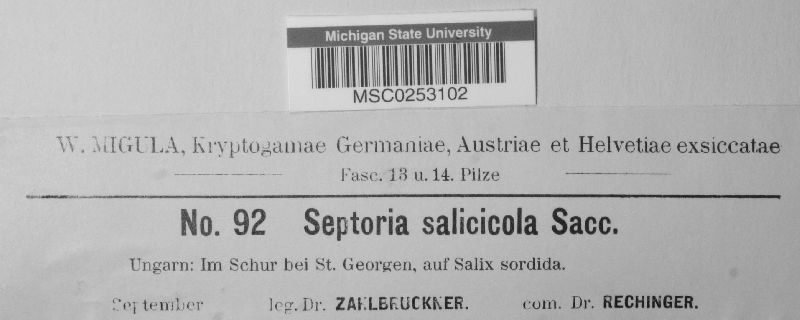 Michigan State University
MSC0253102
W. MIGULA, Kryptogamae Germaniae, Austriae et Helvetiae exsiccatae
Fasc. 13 u. 14. Pilze
No. 92 Septoria salicicola Sacc.
Ungarn: Im Schur bei St. Georgen, auf Salix sordida.
September leg. Dr. ZAHLBRUCKNER. com. Dr. RECHINGER.